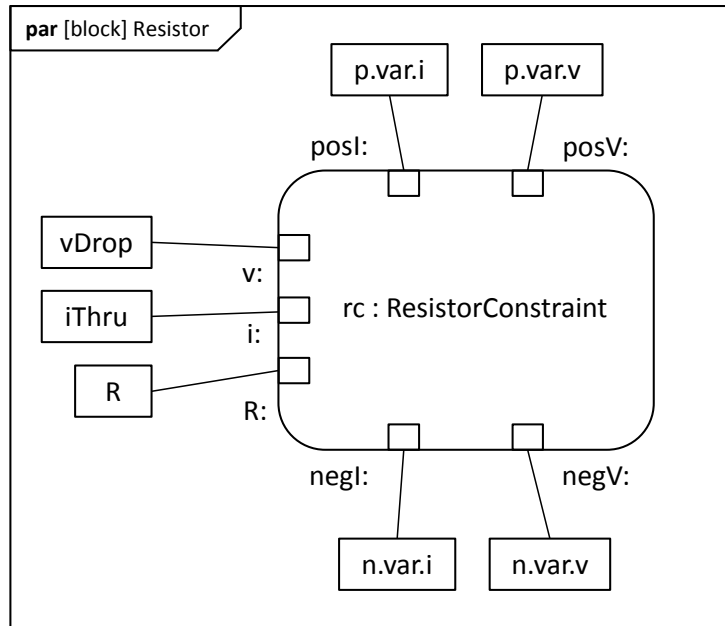 par [block] Resistor
p.var.i
p.var.v
posI:
posV:
vDrop
v:
iThru
rc : ResistorConstraint
i:
R
R:
negI:
negV:
n.var.i
n.var.v